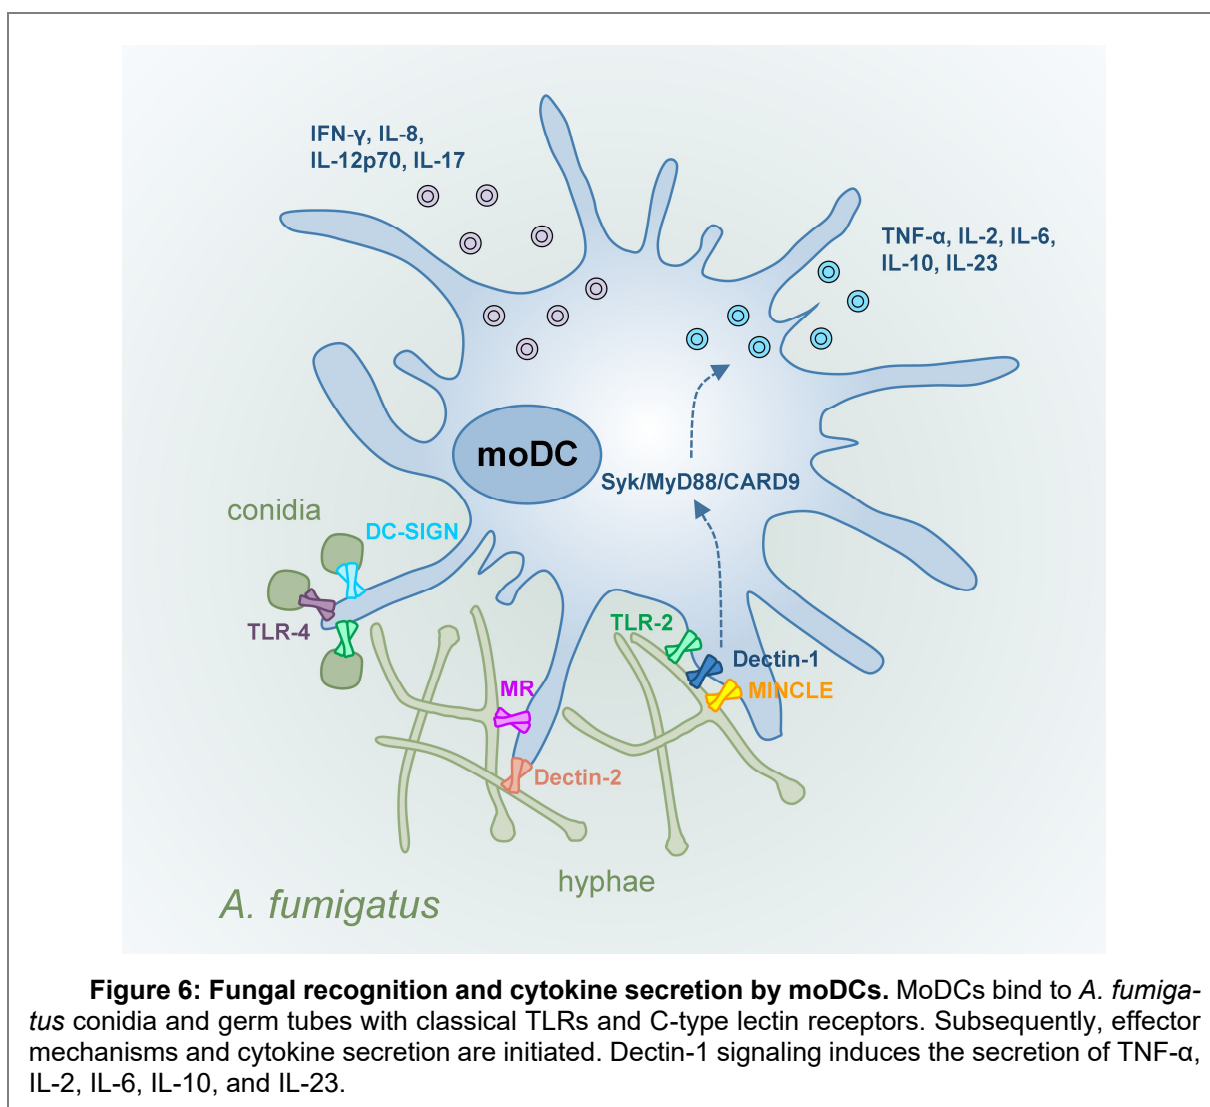 IFN-γ, IL-8,
IL-12p70, IL-17
TNF-α, IL-2, IL-6,
IL-10, IL-23
moDC
Syk/MyD88/CARD9
conidia
DC-SIGN
TLR-4
TLR-2
Dectin-1
MR
MINCLE
Dectin-2
hyphae
A. fumigatus
Figure 6: Fungal recognition and cytokine secretion by moDCs. MoDCs bind to A. fumiga-
tus conidia and germ tubes with classical TLRs and C-type lectin receptors. Subsequently, effector
mechanisms and cytokine secretion are initiated. Dectin-1 signaling induces the secretion of TNF-α,
IL-2, IL-6, IL-10, and IL-23.